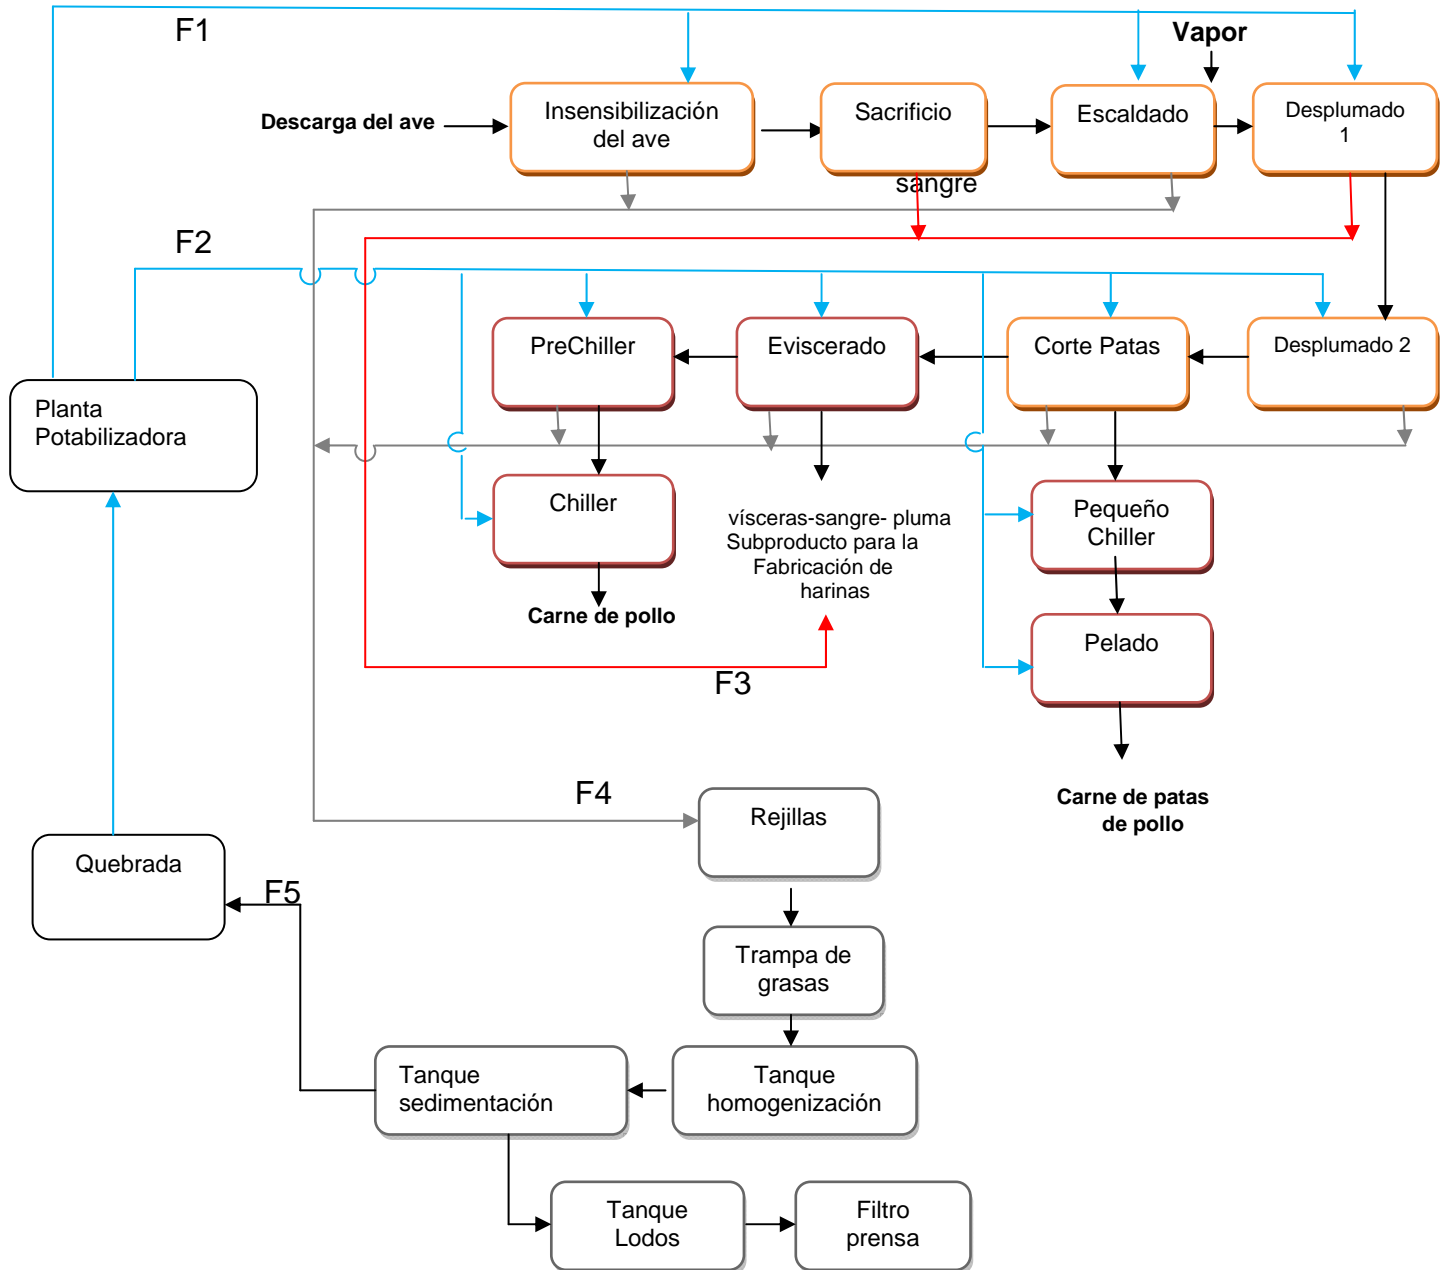 F1
Vapor
Descarga del ave
Insensibilización
del ave
Sacrificio
Escaldado
Desplumado
1
sangre
F2
PreChiller
Eviscerado
Corte Patas
Desplumado 2
Planta
Potabilizadora
Chiller
vísceras-sangre- pluma
Subproducto para la
Fabricación de
harinas
Pequeño
Chiller
Carne de pollo
Pelado
F3
F4
Rejillas
Carne de patas
de pollo
Quebrada
F5
Trampa de
grasas
Tanque
sedimentación
Tanque
homogenización
Tanque
Lodos
Filtro
prensa